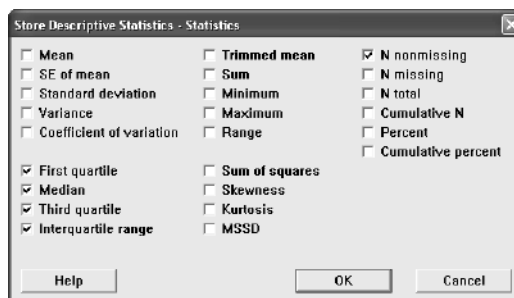 Store Descriptive Statistics - Statistics
Mean
SE of mean
Standard deviation
Variance
Coefficient of variation
First quartile
Median
Third quartile
Interquartile range
Trimmed mean
Sum
Minimum
Maximum
Range
Sum of squares
Skewness
Kurtosis
MSSD
N nonmissing
N missing
N total
Cumulative N
Percent
Cumulative percent
Help
OK
Cancel